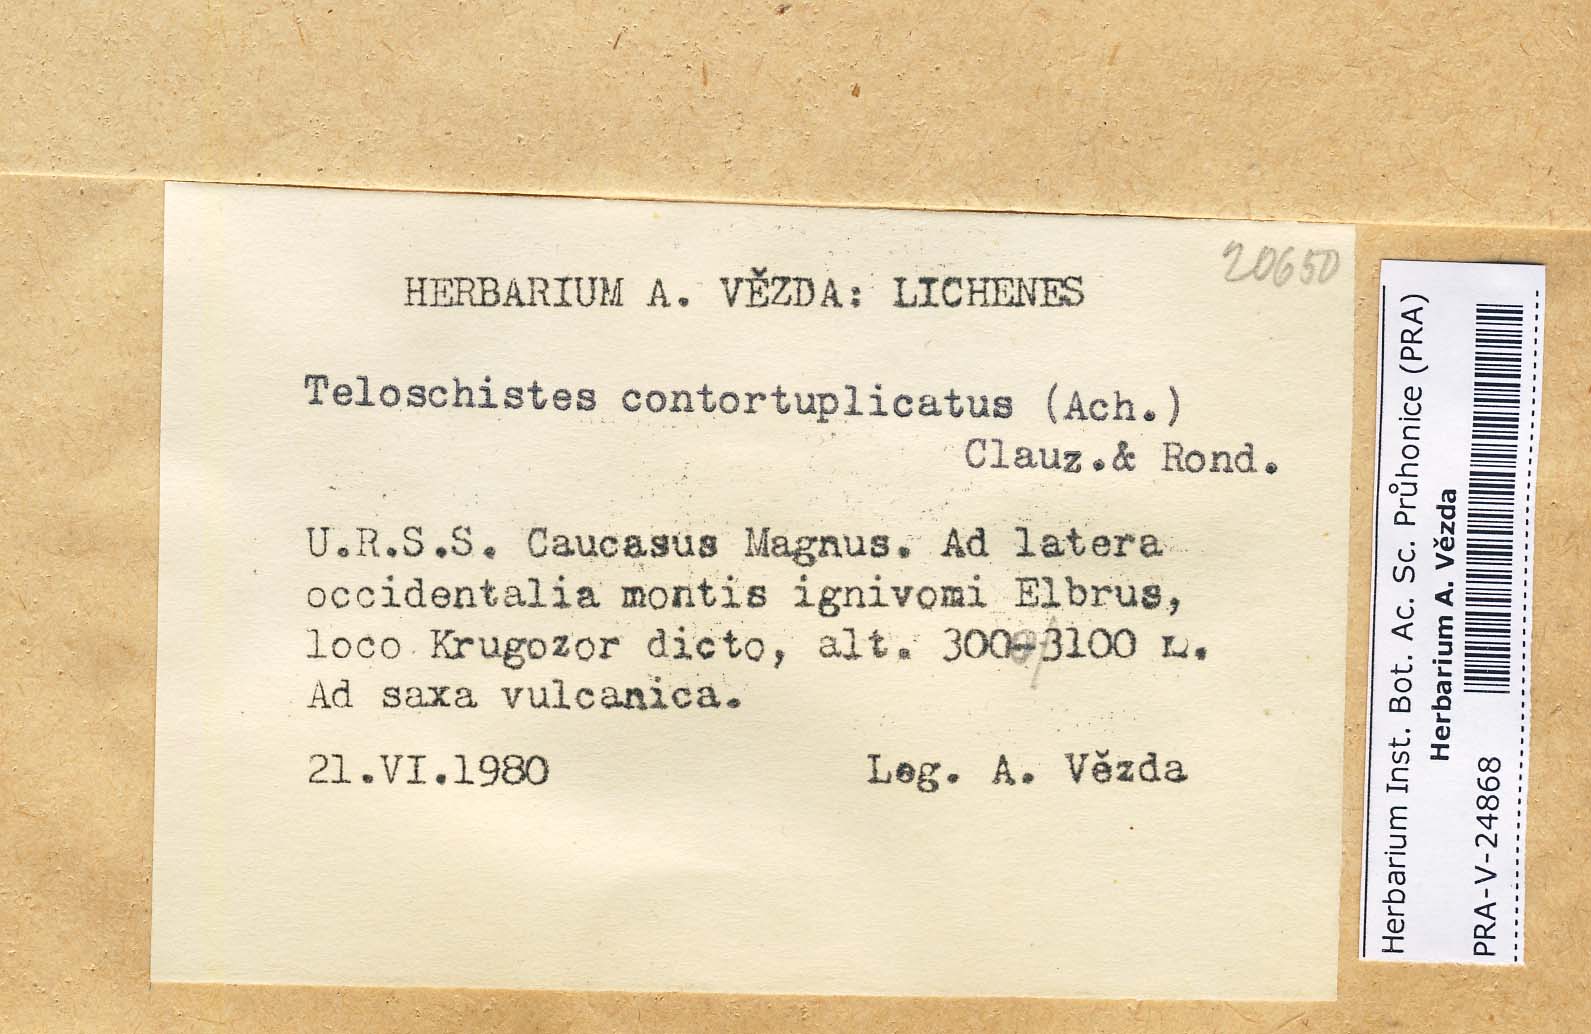 20650
HERBARIUM A. VĚZDA: LICHENES
Teloschistes contortuplicatus (Ach.)
Clauz.& Rond.
U.R.S.S. Caucasus Magnus. Ad latera
occidentalia montis ignivomi Elbrus,
loco Krugozor dicto, alt. 3000-3100 m.
Ad saxa vulcanica.
21.VI.1980 Leg. A. Vězda
Herbarium Inst. Bot. Ac. Sc. Průhonice (PRA)
Herbarium A. Vězda
PRA-V-24868